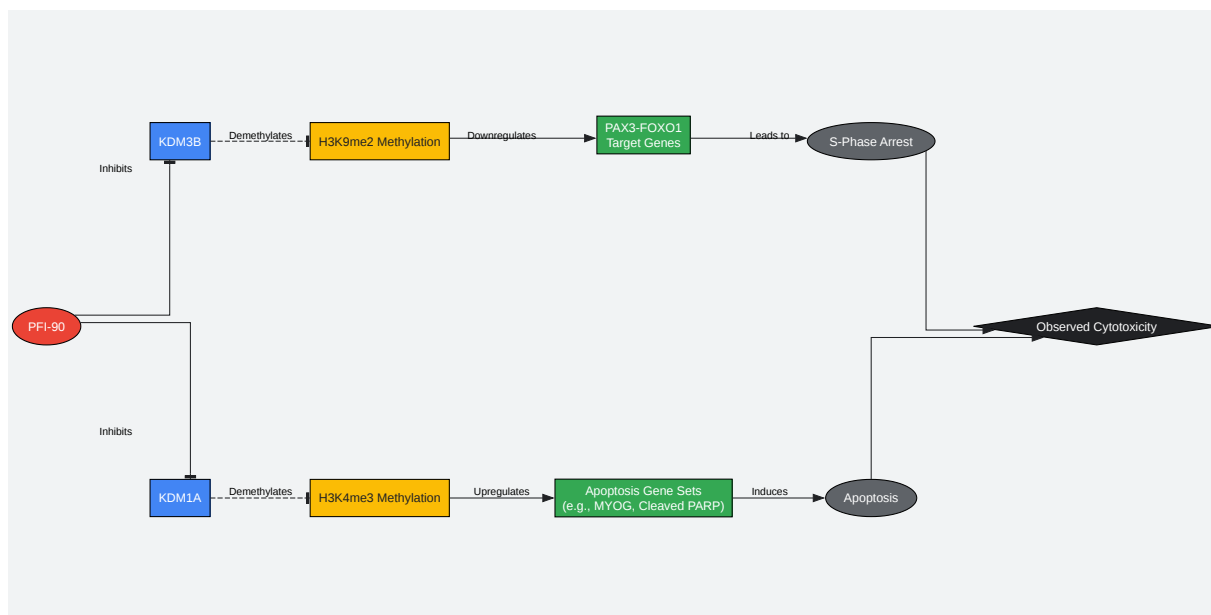 KDM3B
Demethylates
H3K9me2 Methylation
Downregulates
PAX3-FOXO1
Target Genes
Leads to
S-Phase Arrest
Inhibits
PFI-90
Observed Cytotoxicity
Inhibits
KDM1A
Demethylates
H3K4me3 Methylation
Upregulates
Apoptosis Gene Sets
(e.g., MYOG, Cleaved PARP)
Induces
Apoptosis